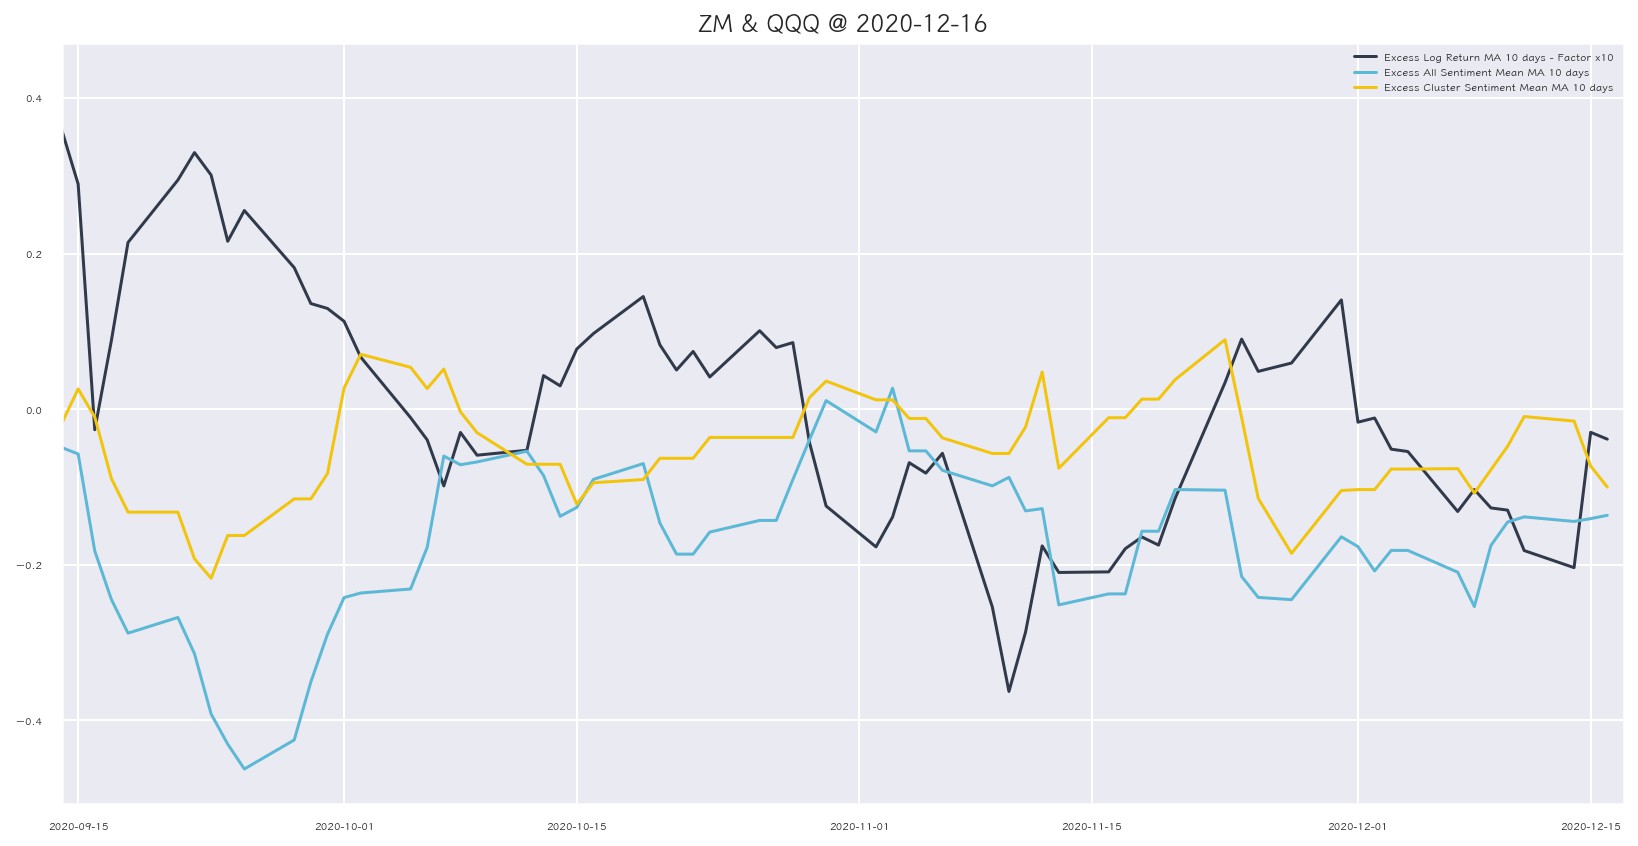 ZM & QQQ @ 2020-12-16
Excess Log Return MA 10 days - Factor x10
Excess All Sentiment Mean MA 10 days
Excess Cluster Sentiment Mean MA 10 days
0.4
0.2
0.0
−0.2
−0.4
2020-09-15 2020-10-01 2020-10-15 2020-11-01 2020-11-15 2020-12-01 2020-12-15